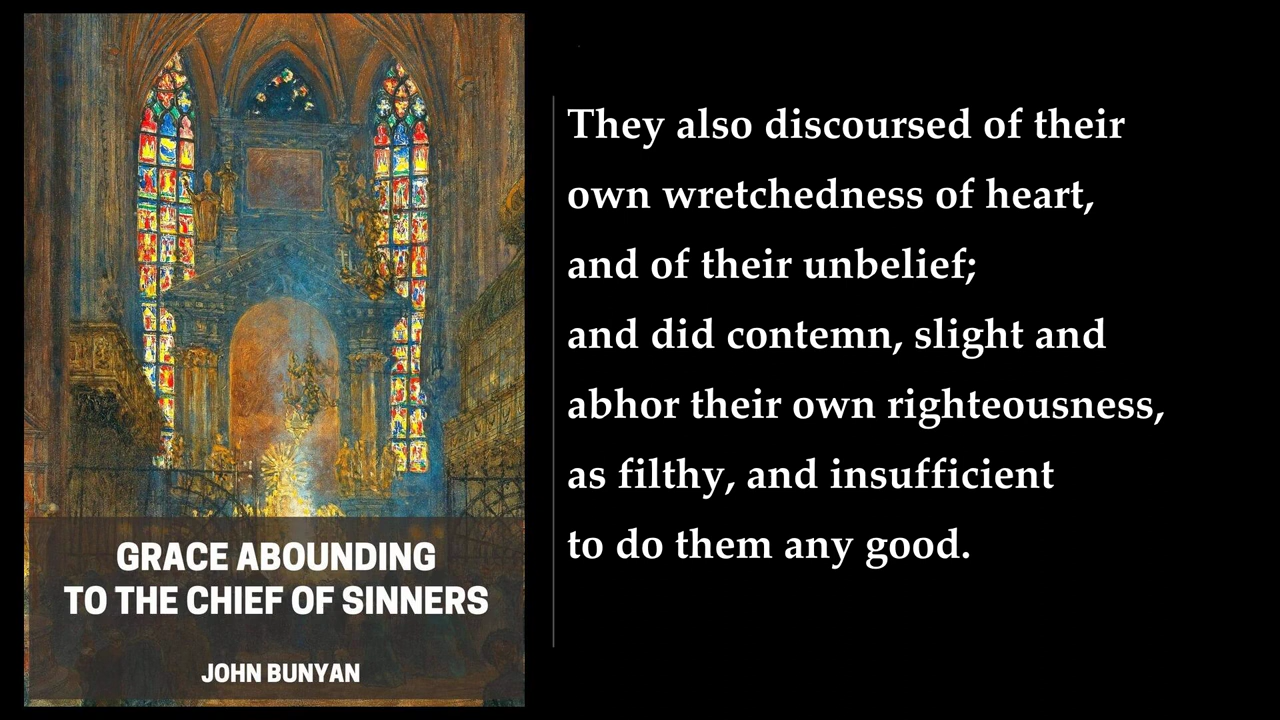 GRACE ABOUNDING
TO THE CHIEF OF SINNERS
JOHN BUNYAN
They also discoursed of their
own wretchedness of heart,
and of their unbelief;
and did contemn, slight and
abhor their own righteousness,
as filthy, and insufficient
to do them any good.